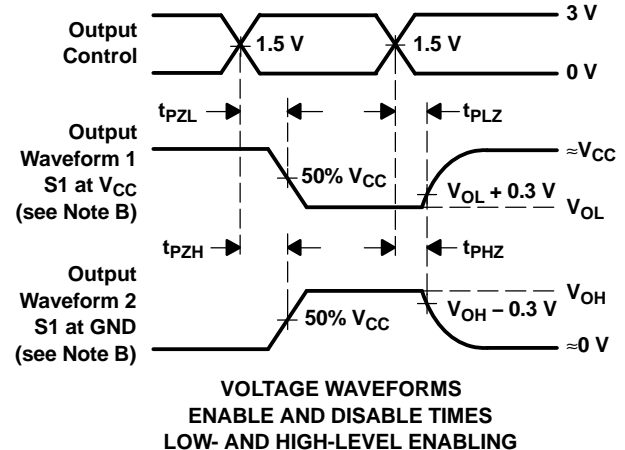 3 V
Output
Control
1.5 V
1.5 V
0 V
tPZL
tPLZ
Output
Waveform 1
S1 at VCC
(see Note B)
≈VCC
50% VCC
VOL + 0.3 V
VOL
tPZH
tPHZ
Output
Waveform 2
S1 at GND
(see Note B)
VOH
50% VCC
VOH − 0.3 V
≈0 V
VOLTAGE WAVEFORMS
ENABLE AND DISABLE TIMES
LOW- AND HIGH-LEVEL ENABLING